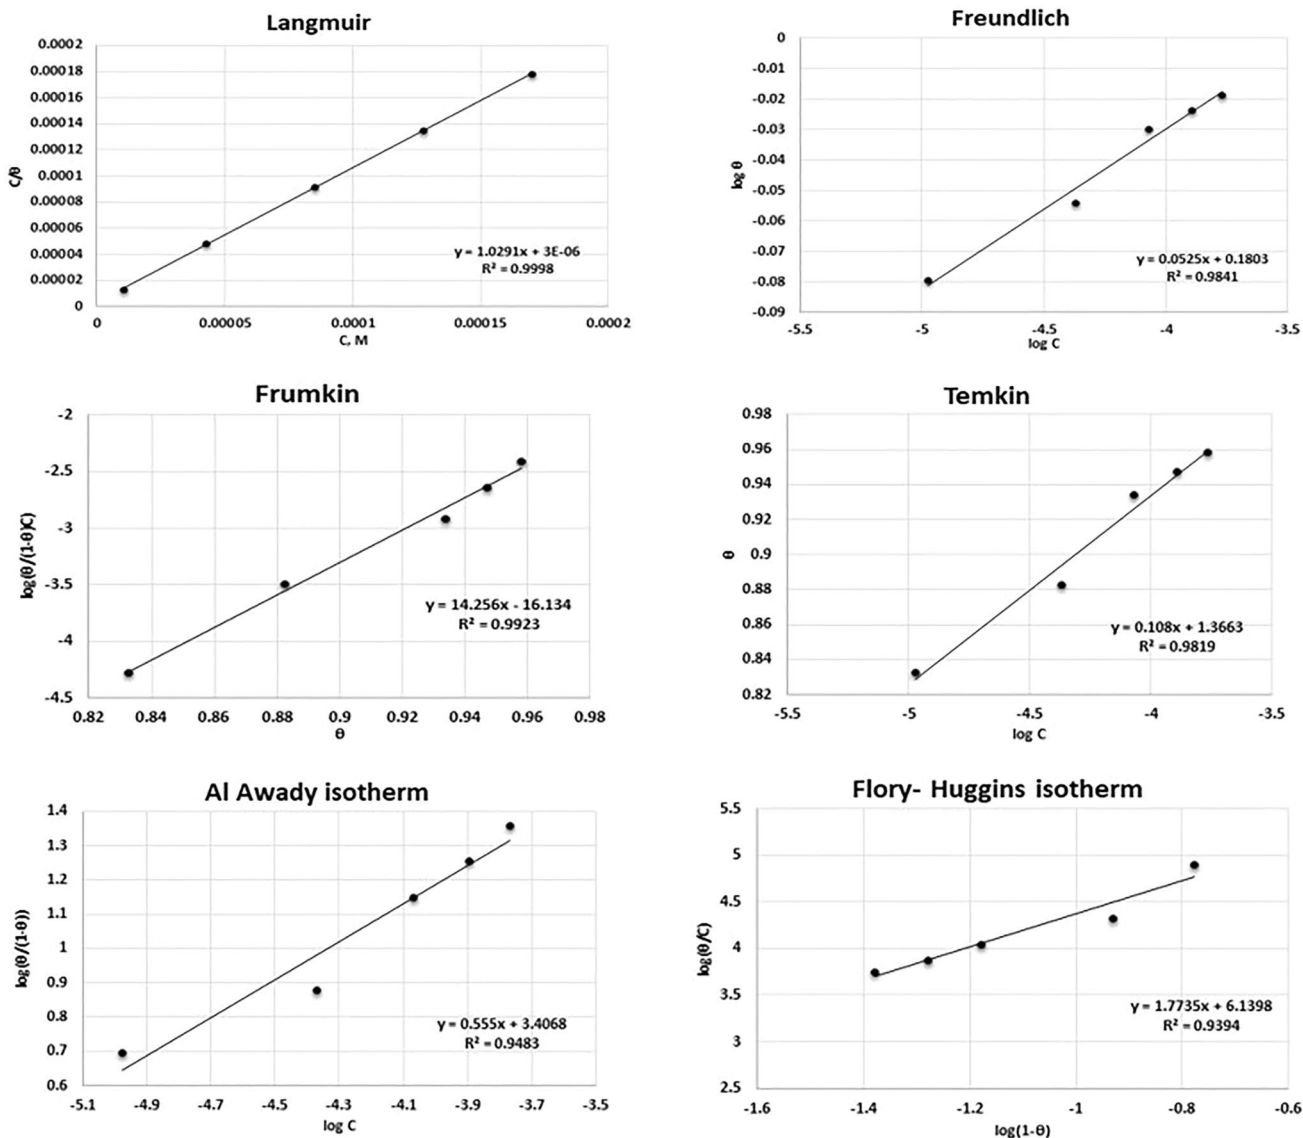 Langmuir
0.0002
0.00018
0.00016
0.00014
0.00012
0.0001
0.00008
0.00006
0.00004
0.00002
0
C/θ
y = 1.0291x + 3E-06
R² = 0.9998
0 0.00005 0.0001 0.00015 0.0002
C, M
Freundlich
0
-0.01
-0.02
-0.03
-0.04
-0.05
-0.06
-0.07
-0.08
-0.09
log θ
y = 0.0525x + 0.1803
R² = 0.9841
-5.5 -5 -4.5 -4 -3.5
log C
Frumkin
-2
-2.5
-3
-3.5
-4
-4.5
log(θ/(1-θ)C)
y = 14.256x - 16.134
R² = 0.9923
0.82 0.84 0.86 0.88 0.9 0.92 0.94 0.96 0.98
θ
Temkin
0.98
0.96
0.94
0.92
0.9
0.88
0.86
0.84
0.82
θ
y = 0.108x + 1.3663
R² = 0.9819
-5.5 -5 -4.5 -4 -3.5
log C
Al Awady isotherm
1.4
1.3
1.2
1.1
1
0.9
0.8
0.7
0.6
log(θ/(1-θ))
y = 0.555x + 3.4068
R² = 0.9483
-5.1 -4.9 -4.7 -4.5 -4.3 -4.1 -3.9 -3.7 -3.5
log C
Flory- Huggins isotherm
5.5
5
4.5
4
3.5
3
2.5
log(θ/C)
y = 1.7735x + 6.1398
R² = 0.9394
-1.6 -1.4 -1.2 -1 -0.8 -0.6
log(1-θ)